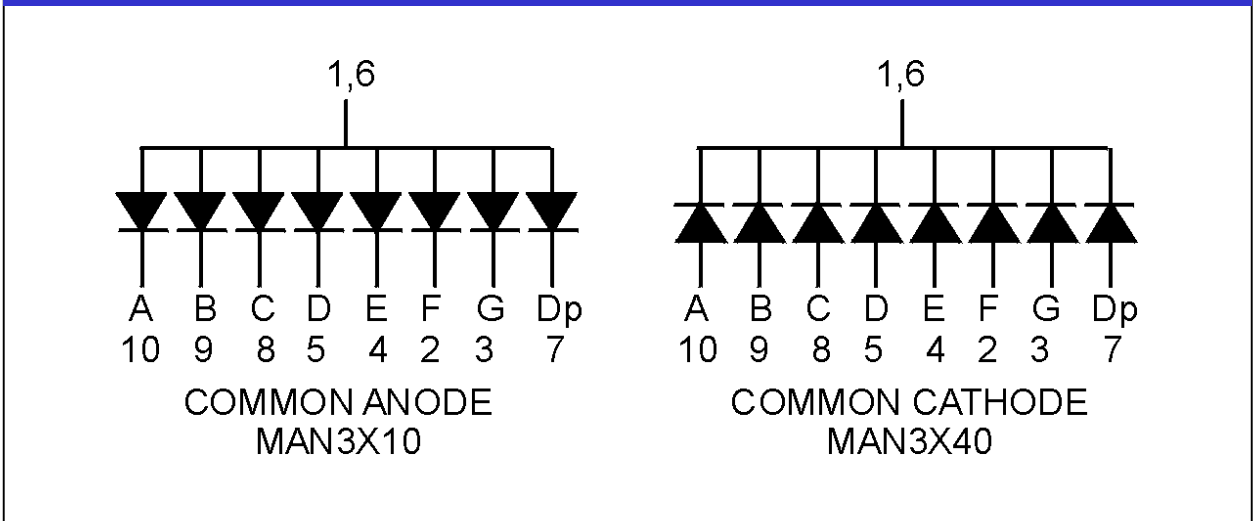 1,6
A B C D E F G Dp
10 9 8 5 4 2 3 7
COMMON ANODE
MAN3X10
1,6
A B C D E F G Dp
10 9 8 5 4 2 3 7
COMMON CATHODE
MAN3X40